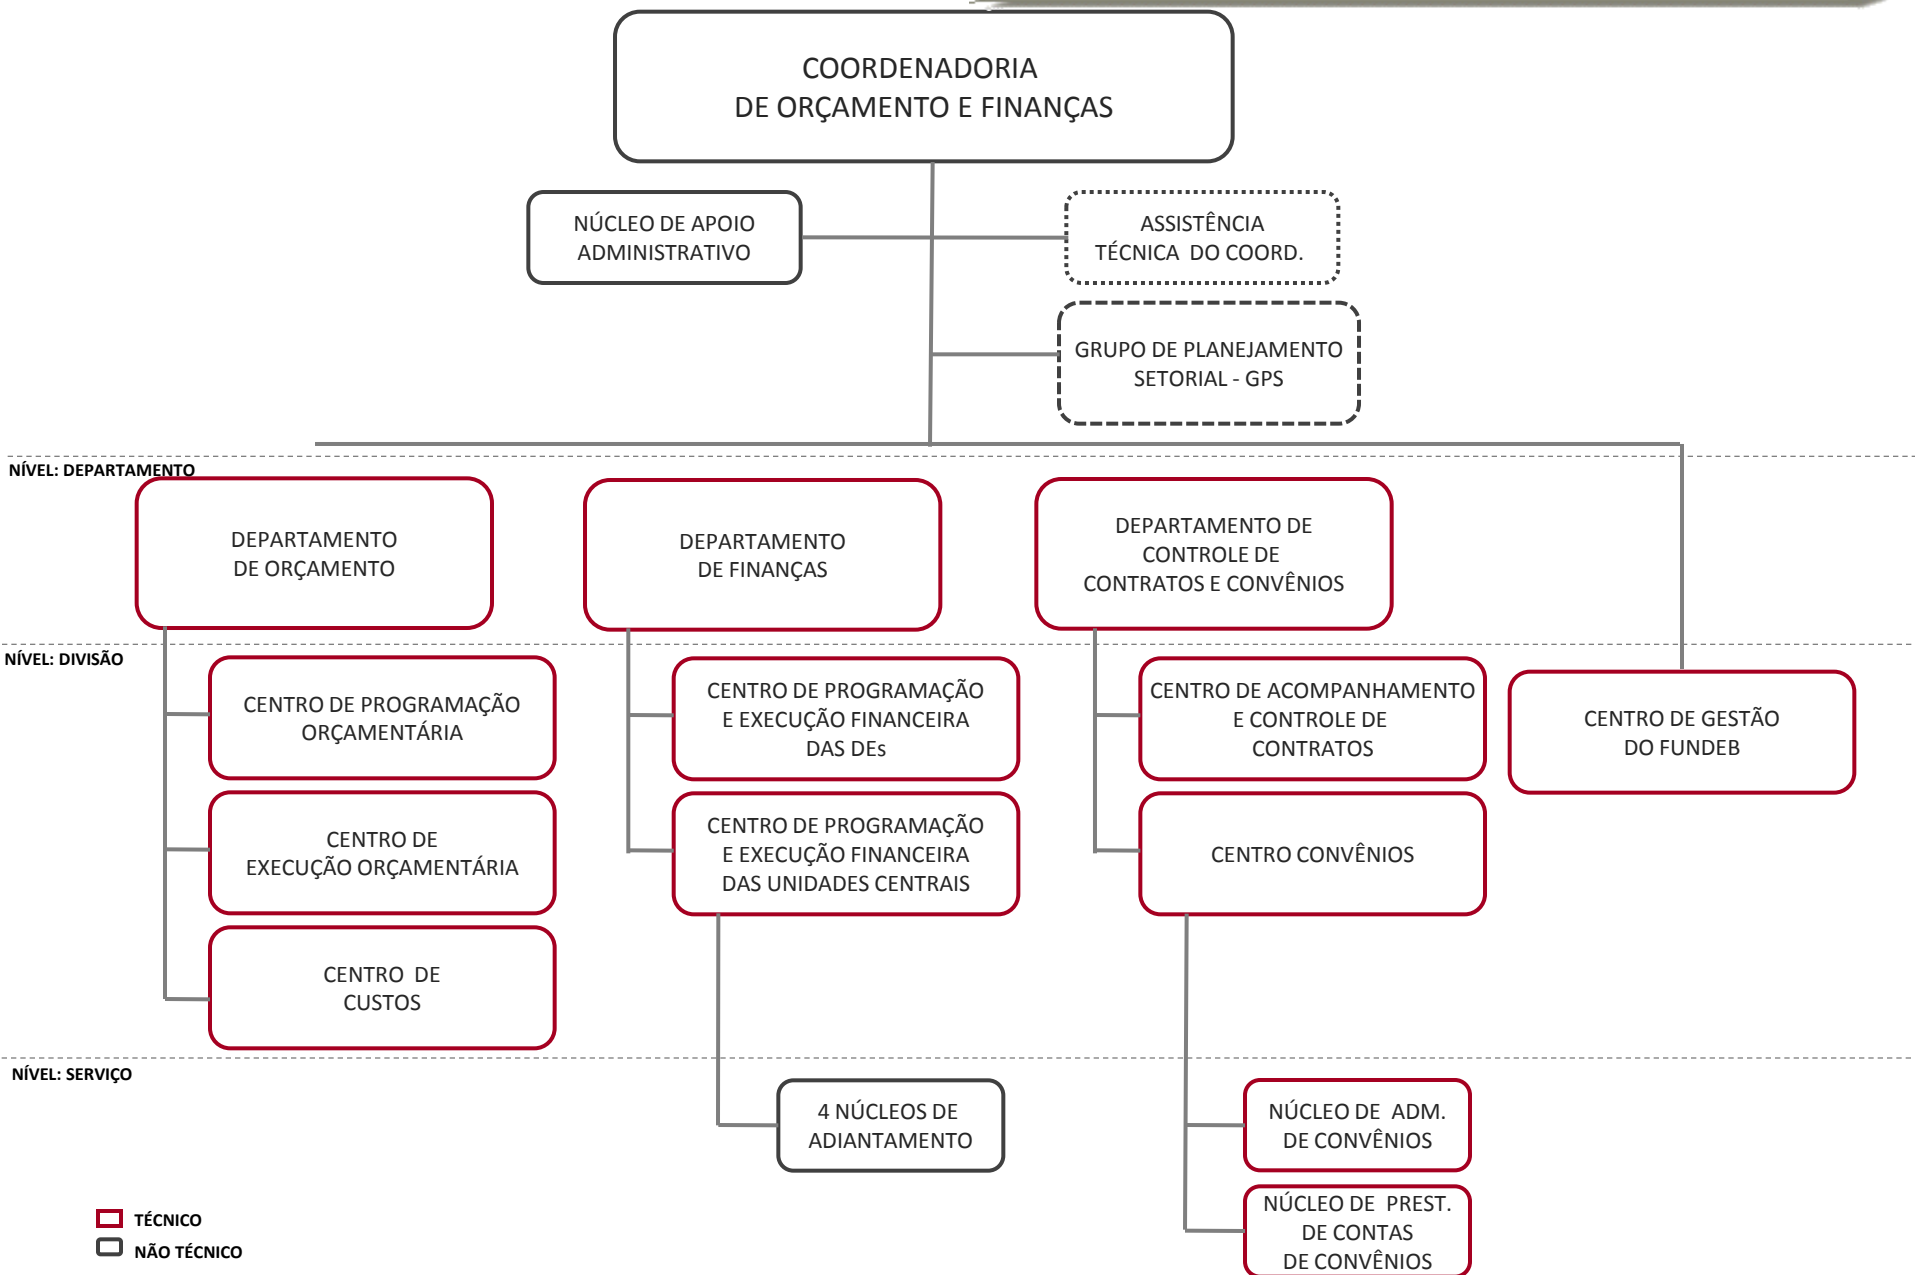 COORDENADORIA
DE ORÇAMENTO E FINANÇAS
NÚCLEO DE APOIO
ADMINISTRATIVO
ASSISTÊNCIA
TÉCNICA DO COORD.
GRUPO DE PLANEJAMENTO
SETORIAL - GPS
NÍVEL: DEPARTAMENTO
DEPARTAMENTO
DE ORÇAMENTO
DEPARTAMENTO
DE FINANÇAS
DEPARTAMENTO DE
CONTROLE DE
CONTRATOS E CONVÊNIOS
NÍVEL: DIVISÃO
CENTRO DE PROGRAMAÇÃO
ORÇAMENTÁRIA
CENTRO DE PROGRAMAÇÃO
E EXECUÇÃO FINANCEIRA
DAS DEs
CENTRO DE ACOMPANHAMENTO
E CONTROLE DE
CONTRATOS
CENTRO DE GESTÃO
DO FUNDEB
CENTRO DE
EXECUÇÃO ORÇAMENTÁRIA
CENTRO DE PROGRAMAÇÃO
E EXECUÇÃO FINANCEIRA
DAS UNIDADES CENTRAIS
CENTRO CONVÊNIOS
CENTRO DE
CUSTOS
NÍVEL: SERVIÇO
4 NÚCLEOS DE
ADIANTAMENTO
NÚCLEO DE ADM.
DE CONVÊNIOS
NÚCLEO DE PREST.
DE CONTAS
DE CONVÊNIOS
TÉCNICO
NÃO TÉCNICO